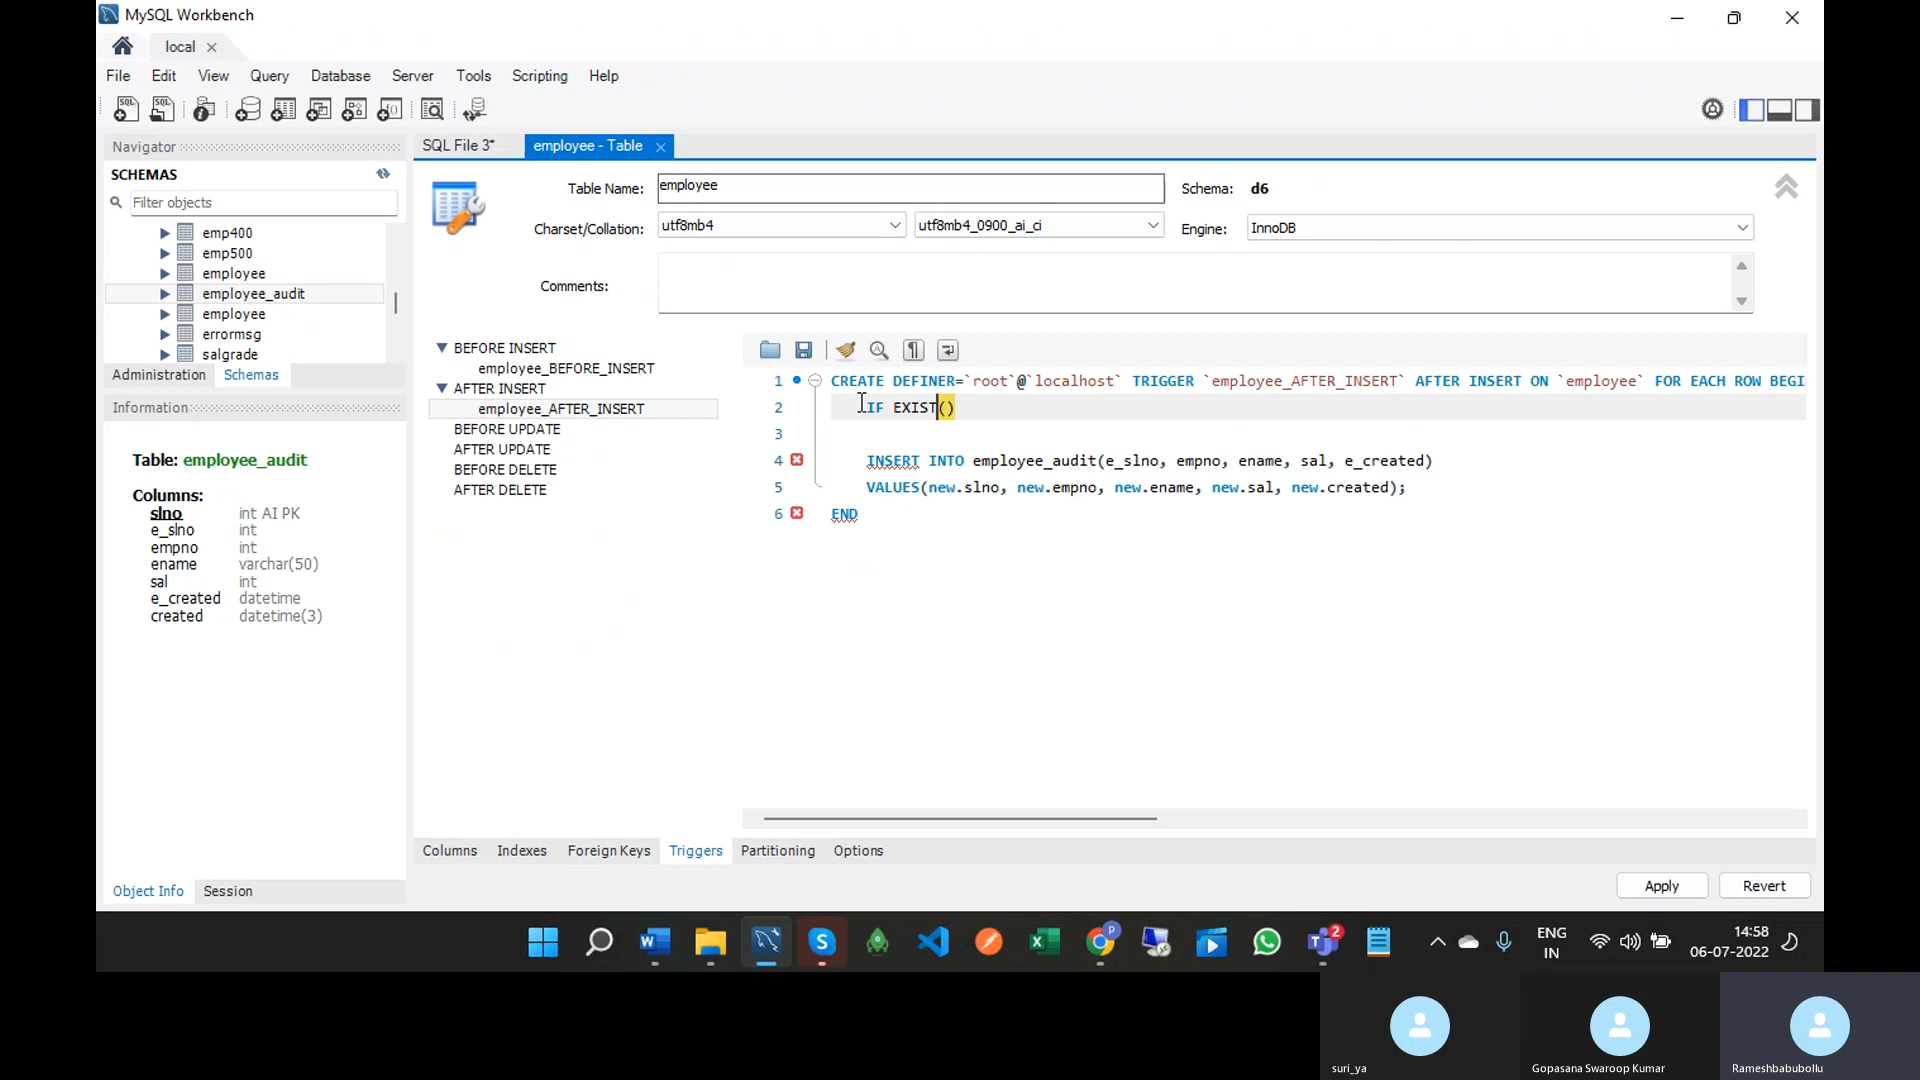 MySQL Workbench
local
File Edit View Query Database Server Tools Scripting Help
Navigator
SCHEMAS
Filter objects
emp400
emp500
employee
employee_audit
employee
errormsg
salgrade
Administration Schemas
Information
Table: employee_audit
Columns:
slno int AI PK
e_slno int
empno int
ename varchar(50)
sal int
e_created datetime
created datetime(3)
Object Info Session
SQL File 3* employee - Table
Table Name: employee Schema: d6
Charset/Collation: utf8mb4 utf8mb4_0900_ai_ci Engine: InnoDB
Comments:
BEFORE INSERT
employee_BEFORE_INSERT
AFTER INSERT
employee_AFTER_INSERT
BEFORE UPDATE
AFTER UPDATE
BEFORE DELETE
AFTER DELETE
1 CREATE DEFINER=`root`@`localhost` TRIGGER `employee_AFTER_INSERT` AFTER INSERT ON `employee` FOR EACH ROW BEGI
2 IF EXIST()
3
4 INSERT INTO employee_audit(e_slno, empno, ename, sal, e_created)
5 VALUES(new.slno, new.empno, new.ename, new.sal, new.created);
6 END
Columns Indexes Foreign Keys Triggers Partitioning Options
Apply Revert
ENG
IN
14:58
06-07-2022
2
suri_ya Gopasana Swaroop Kumar Rameshbabubollu